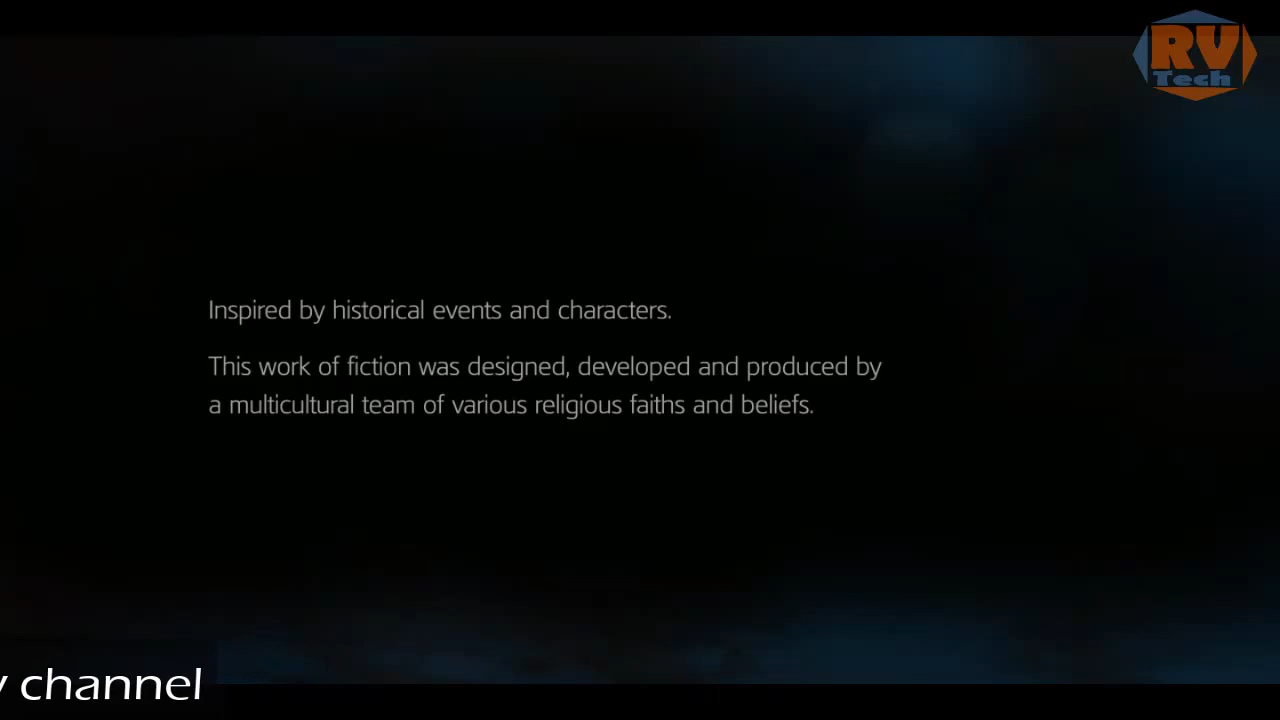 RV
Tech
Inspired by historical events and characters.
This work of fiction was designed, developed and produced by
a multicultural team of various religious faiths and beliefs.
channel